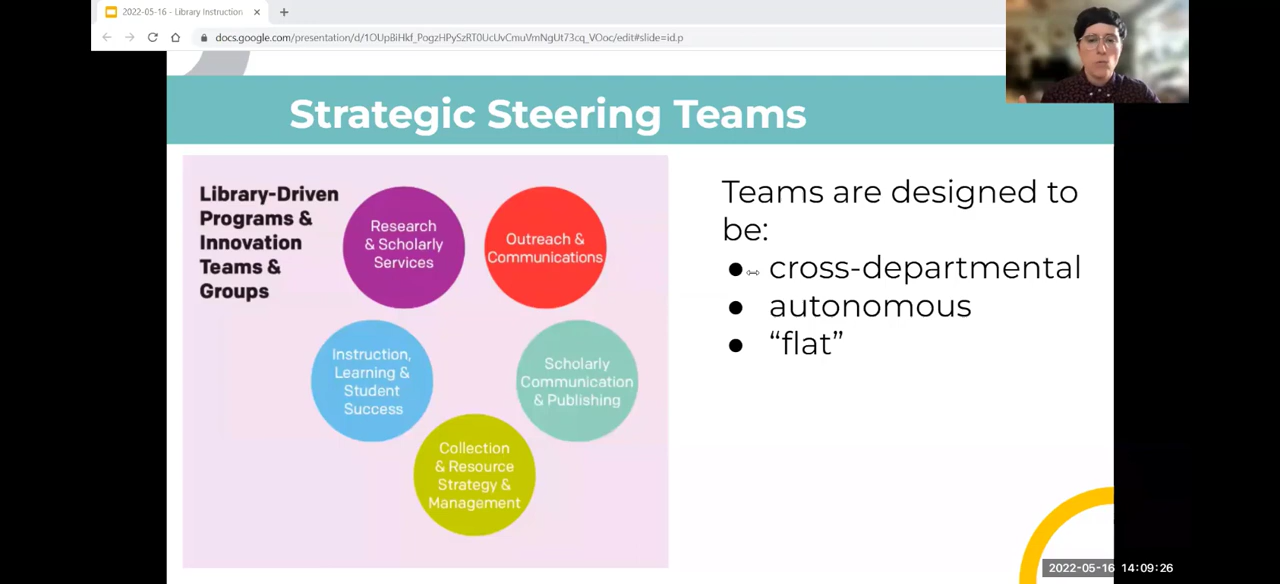 2022-05-16 - Library Instruction
docs.google.com/presentation/d/1OUpBiHkf_PogzHPySzRT0UcUvCmuVmNgUt73cq_VOoc/edit#slide=id.p
Strategic Steering Teams
Library-Driven
Programs &
Innovation
Teams &
Groups
Research
& Scholarly
Services
Outreach &
Communications
Instruction,
Learning &
Student
Success
Scholarly
Communication
& Publishing
Collection
& Resource
Strategy &
Management
Teams are designed to
be:
● cross-departmental
● autonomous
● “flat”
2022-05-16 14:09:26